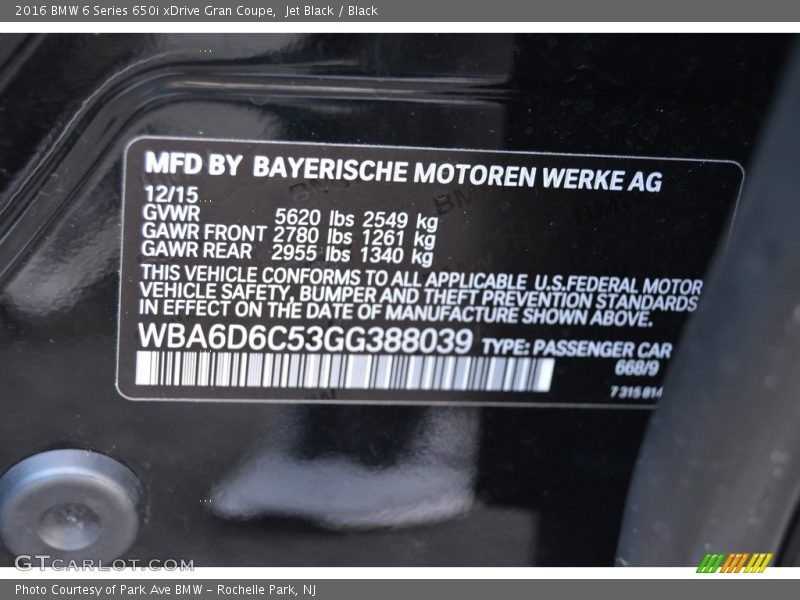 2016 BMW 6 Series 650i xDrive Gran Coupe, Jet Black / Black
MFD BY BAYERISCHE MOTOREN WERKE AG
12/15
GVWR 5620 lbs 2549 kg
GAWR FRONT 2780 lbs 1261 kg
GAWR REAR 2955 lbs 1340 kg
THIS VEHICLE CONFORMS TO ALL APPLICABLE U.S.FEDERAL MOTOR
VEHICLE SAFETY, BUMPER AND THEFT PREVENTION STANDARDS
IN EFFECT ON THE DATE OF MANUFACTURE SHOWN ABOVE.
WBA6D6C53GG388039 TYPE: PASSENGER CAR
668/9
7 315 814
GTCARLOT.COM
Photo Courtesy of Park Ave BMW - Rochelle Park, NJ